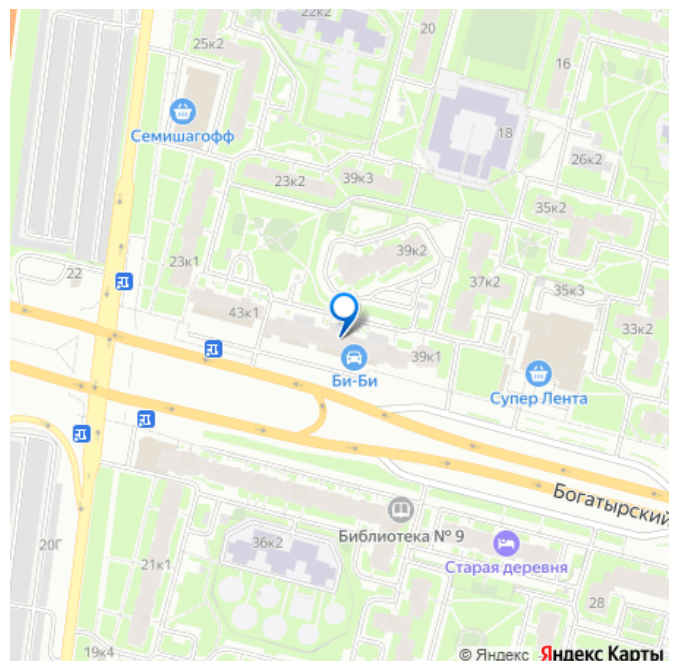 22к2
25к2
20
16
Семишагофф
18
26к2
23к2
39к3
35к2
39к2
23к1
22
37к2
35к3
43к1
33к2
39к1
Би-Би
Супер Лента
Богатырский
Библиотека № 9
20Г
36к2
Старая деревня
21к1
28
19к4
© Яндекс Яндекс Карты